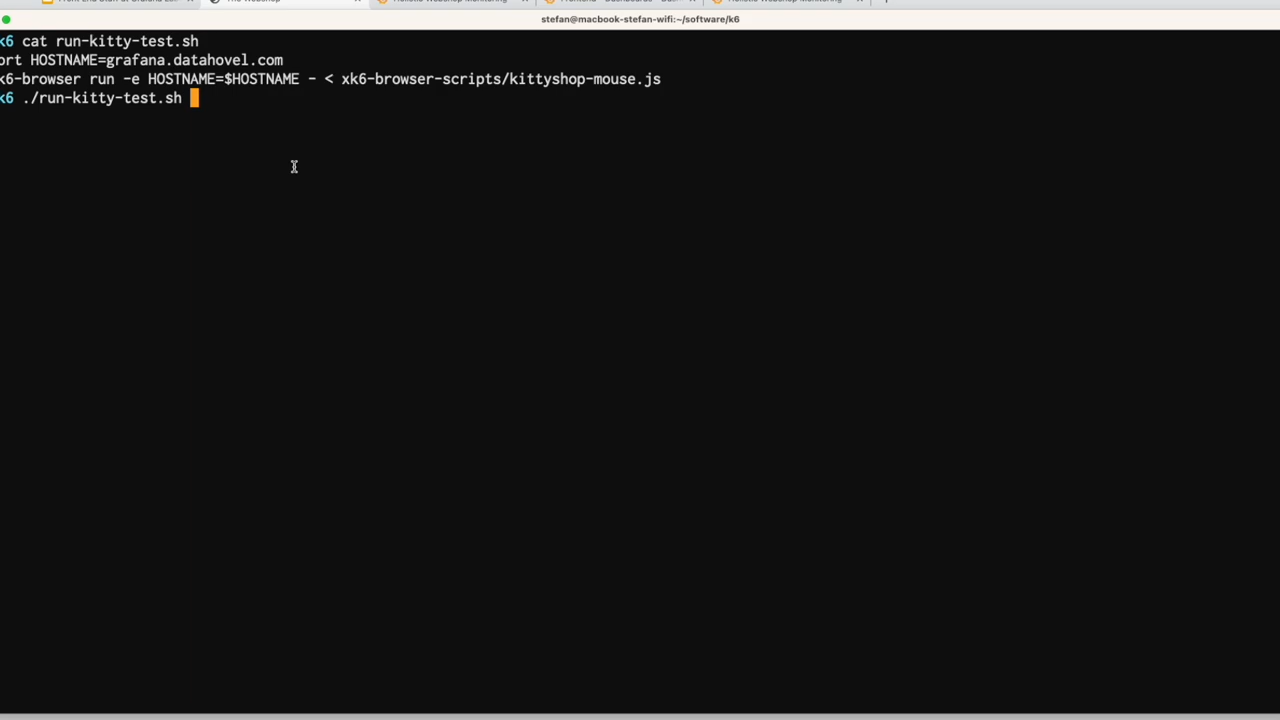 stefan@macbook-stefan-wifi:~/software/k6
k6 cat run-kitty-test.sh
ort HOSTNAME=grafana.datahovel.com
k6-browser run -e HOSTNAME=$HOSTNAME - < xk6-browser-scripts/kittyshop-mouse.js
k6 ./run-kitty-test.sh